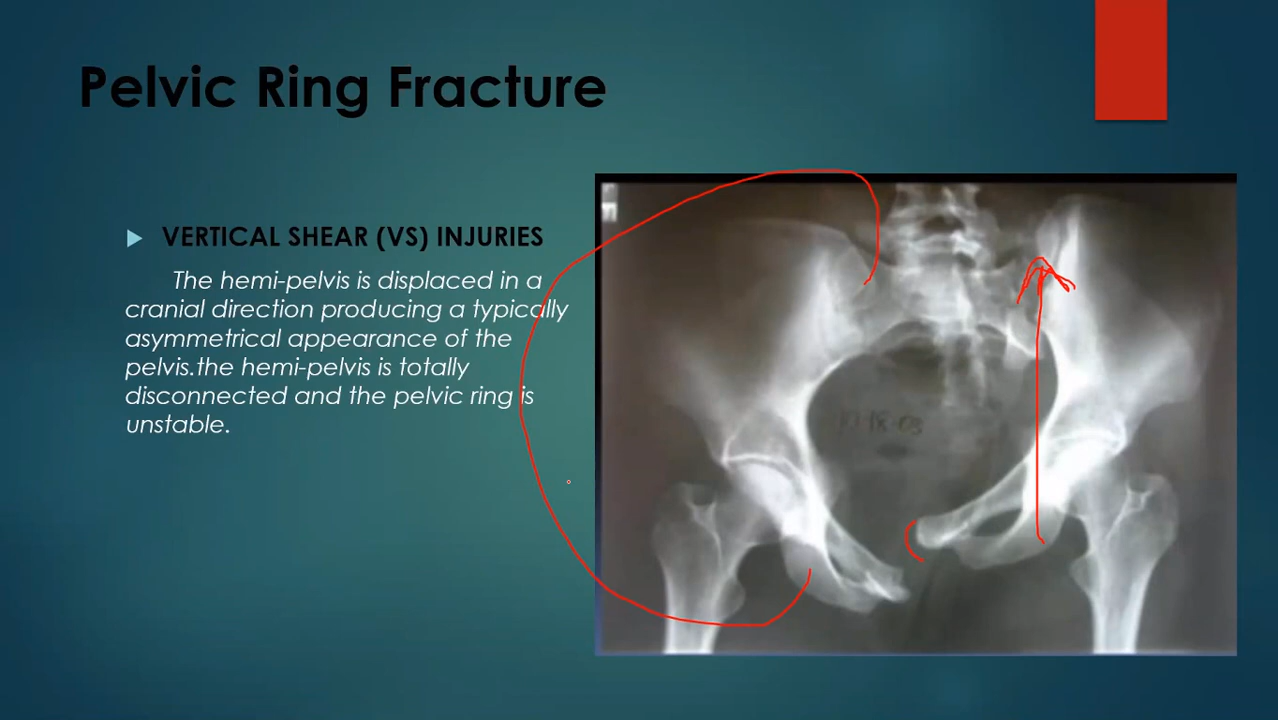 Pelvic Ring Fracture
VERTICAL SHEAR (VS) INJURIES
The hemi-pelvis is displaced in a
cranial direction producing a typically
asymmetrical appearance of the
pelvis.the hemi-pelvis is totally
disconnected and the pelvic ring is
unstable.